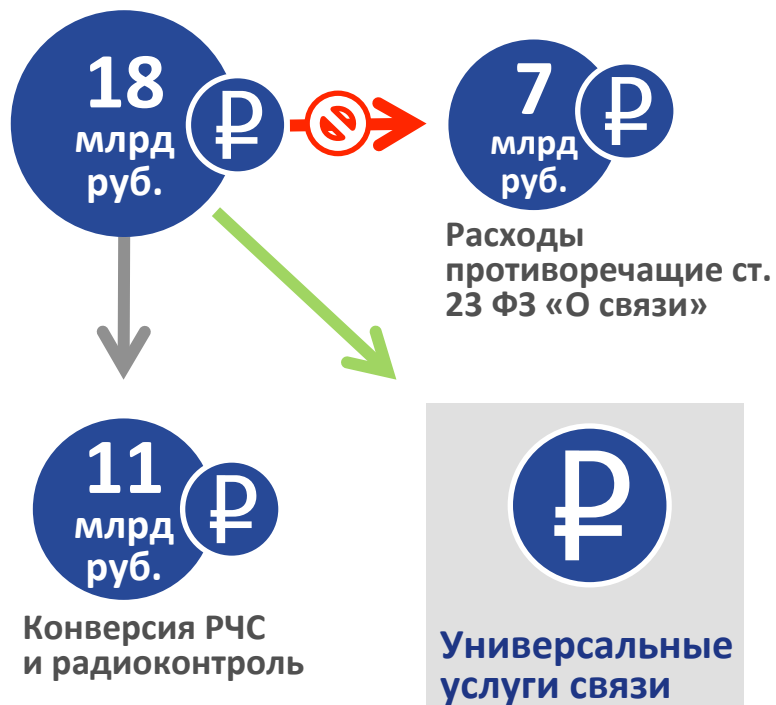 18
млрд
руб.
₽
7
млрд
руб.
₽
Расходы
противоречащие ст.
23 ФЗ «О связи»
11
млрд
руб.
₽
Конверсия РЧС
и радиоконтроль
₽
Универсальные
услуги связи